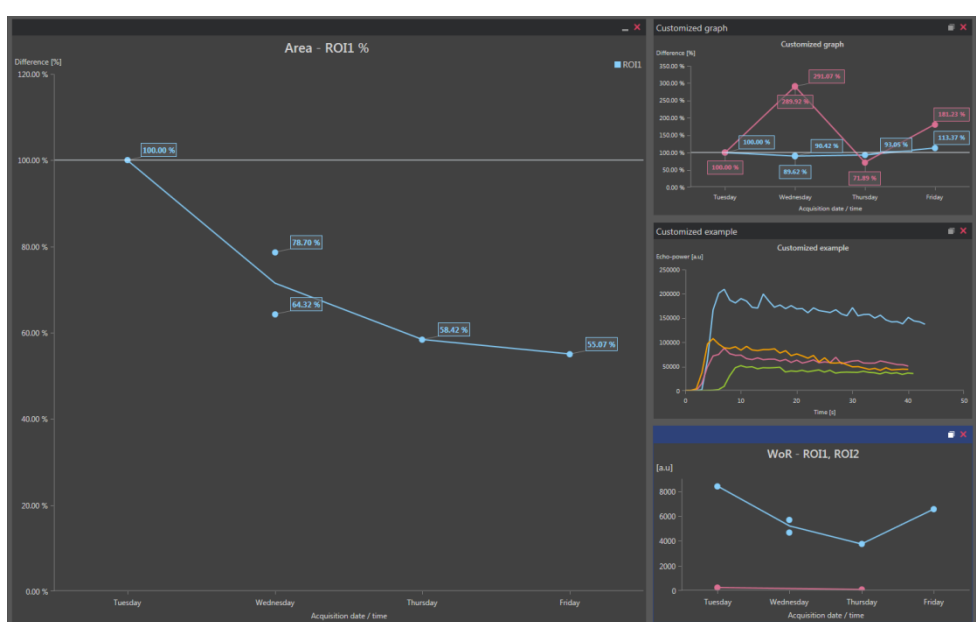 Area - ROI1 %
Difference [%]
ROI1
120.00 %
100.00 %
80.00 %
60.00 %
40.00 %
20.00 %
0.00 %
100.00 %
78.70 %
64.32 %
58.42 %
55.07 %
Tuesday Wednesday Thursday Friday
Acquisition date / time
Customized graph
Customized graph
Difference [%]
350.00 %
300.00 %
250.00 %
200.00 %
150.00 %
100.00 %
50.00 %
0.00 %
291.07 %
289.92 %
181.23 %
100.00 %
90.42 %
93.05 %
113.37 %
100.00 %
89.62 %
71.89 %
Tuesday Wednesday Thursday Friday
Acquisition date / time
Customized example
Customized example
Echo-power [a.u]
250000
200000
150000
100000
50000
0
0 10 20 30 40 50
Time [s]
WoR - ROI1, ROI2
[a.u]
8000
6000
4000
2000
0
Tuesday Wednesday Thursday Friday
Acquisition date / time